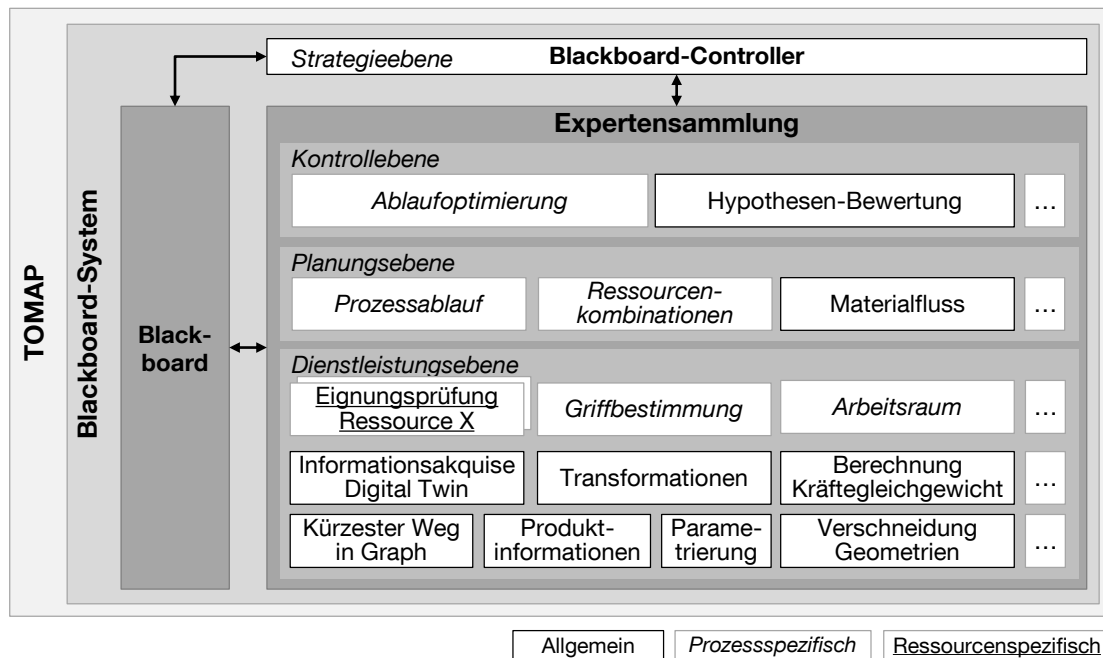 TOMAP
Blackboard-System
Strategieebene
Blackboard-Controller
Black-
board
Expertensammlung
Kontrollebene
Ablaufoptimierung
Hypothesen-Bewertung
...
Planungsebene
Prozessablauf
Ressourcen-
kombinationen
Materialfluss
...
Dienstleistungsebene
Eignungsprüfung
Ressource X
Griffbestimmung
Arbeitsraum
...
Informationsakquise
Digital Twin
Transformationen
Berechnung
Kräftegleichgewicht
...
Kürzester Weg
in Graph
Produkt-
informationen
Parame-
trierung
Verschneidung
Geometrien
...
Allgemein
Prozessspezifisch
Ressourcenspezifisch